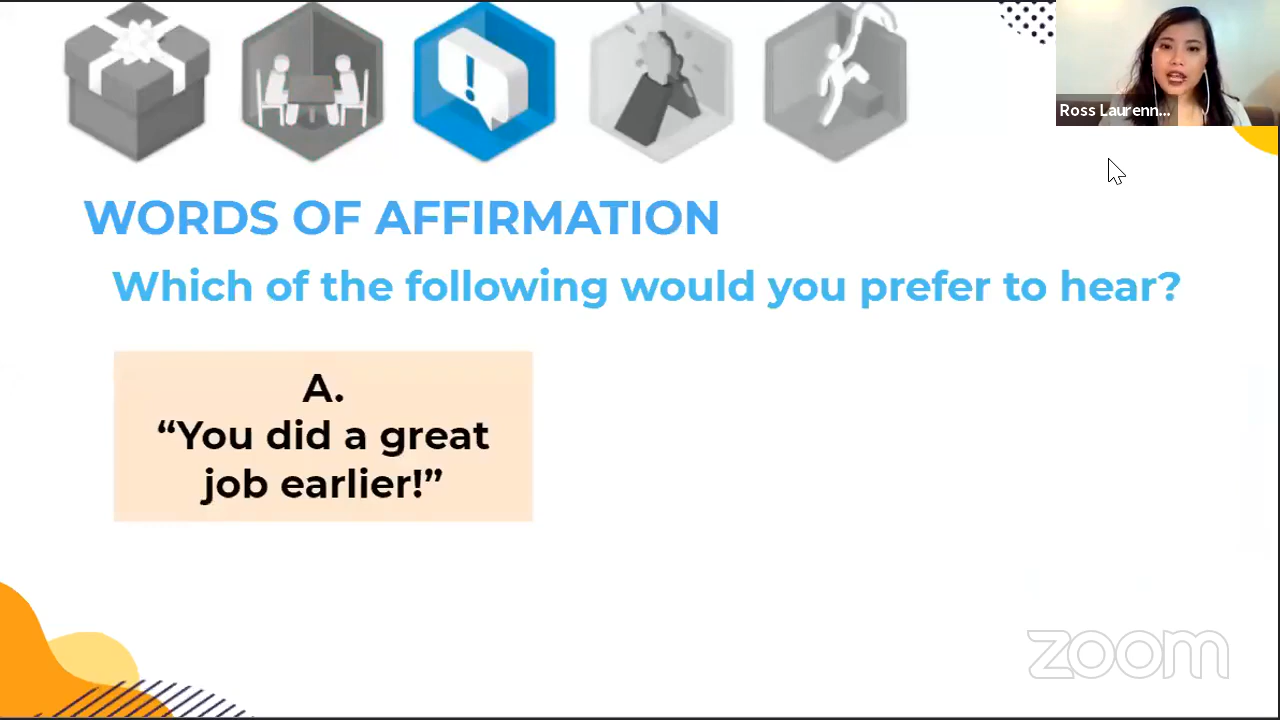 Ross Laurenn...
WORDS OF AFFIRMATION
Which of the following would you prefer to hear?
A.
“You did a great
job earlier!”
zoom